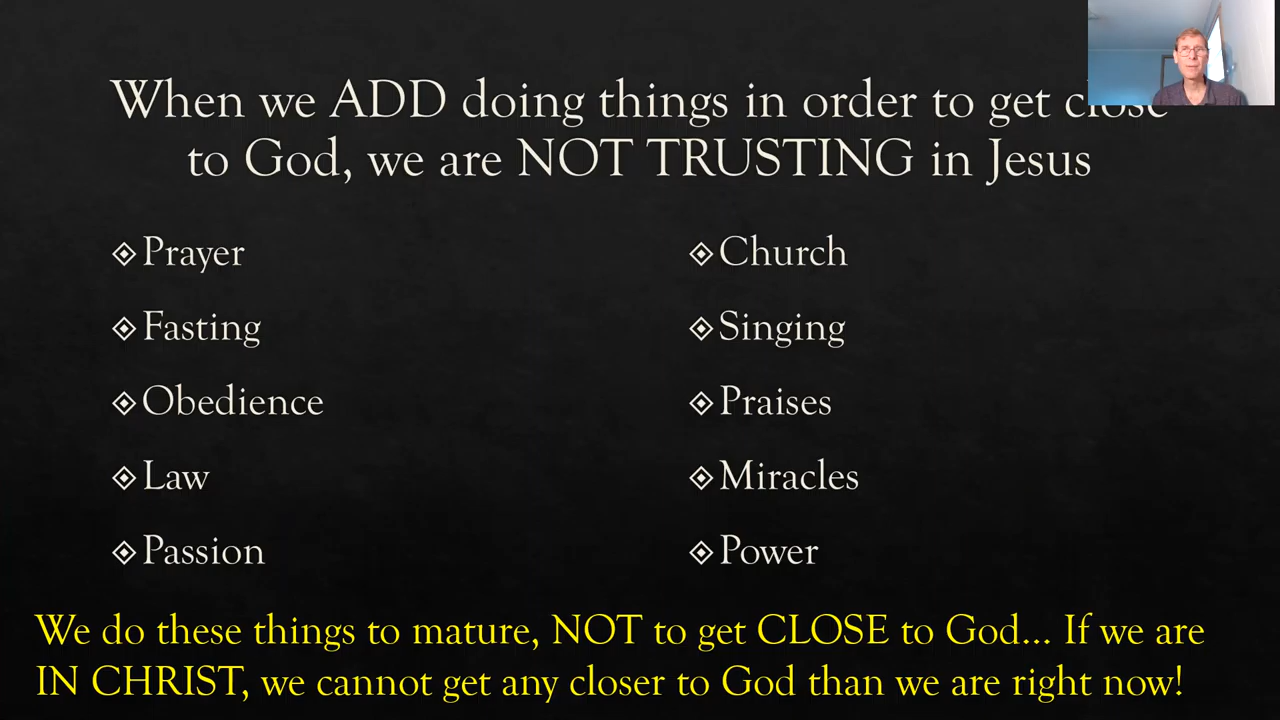 When we ADD doing things in order to get close
to God, we are NOT TRUSTING in Jesus
Prayer
Fasting
Obedience
Law
Passion
Church
Singing
Praises
Miracles
Power
We do these things to mature, NOT to get CLOSE to God... If we are
IN CHRIST, we cannot get any closer to God than we are right now!